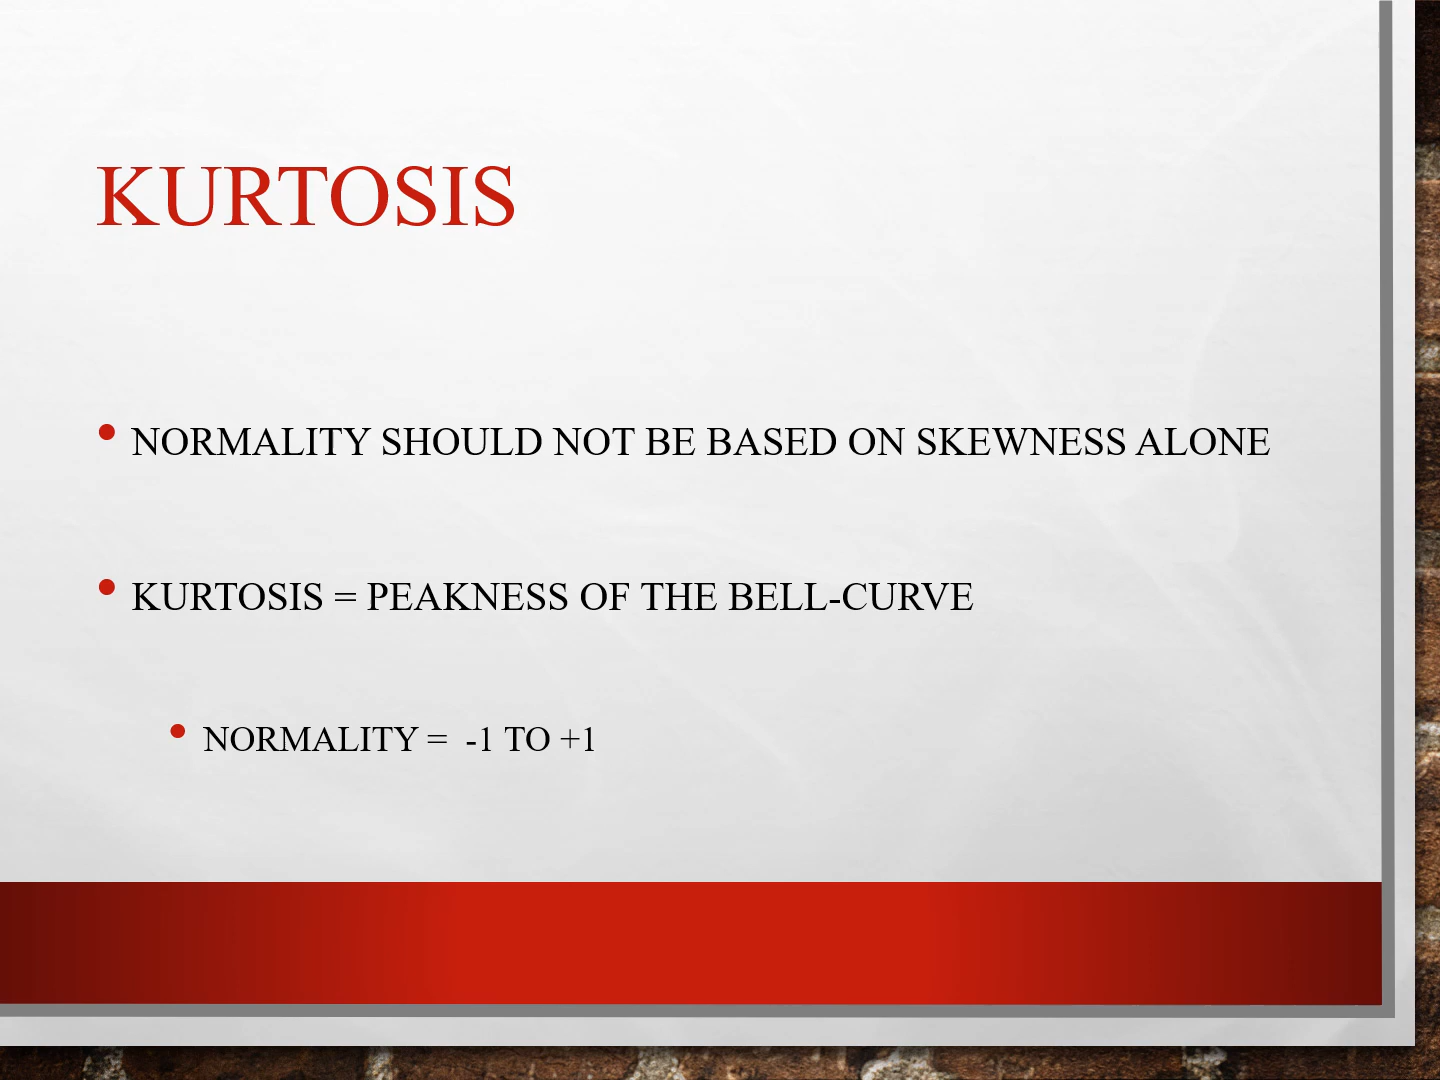 KURTOSIS
• NORMALITY SHOULD NOT BE BASED ON SKEWNESS ALONE
• KURTOSIS = PEAKNESS OF THE BELL-CURVE
• NORMALITY =  -1 TO +1